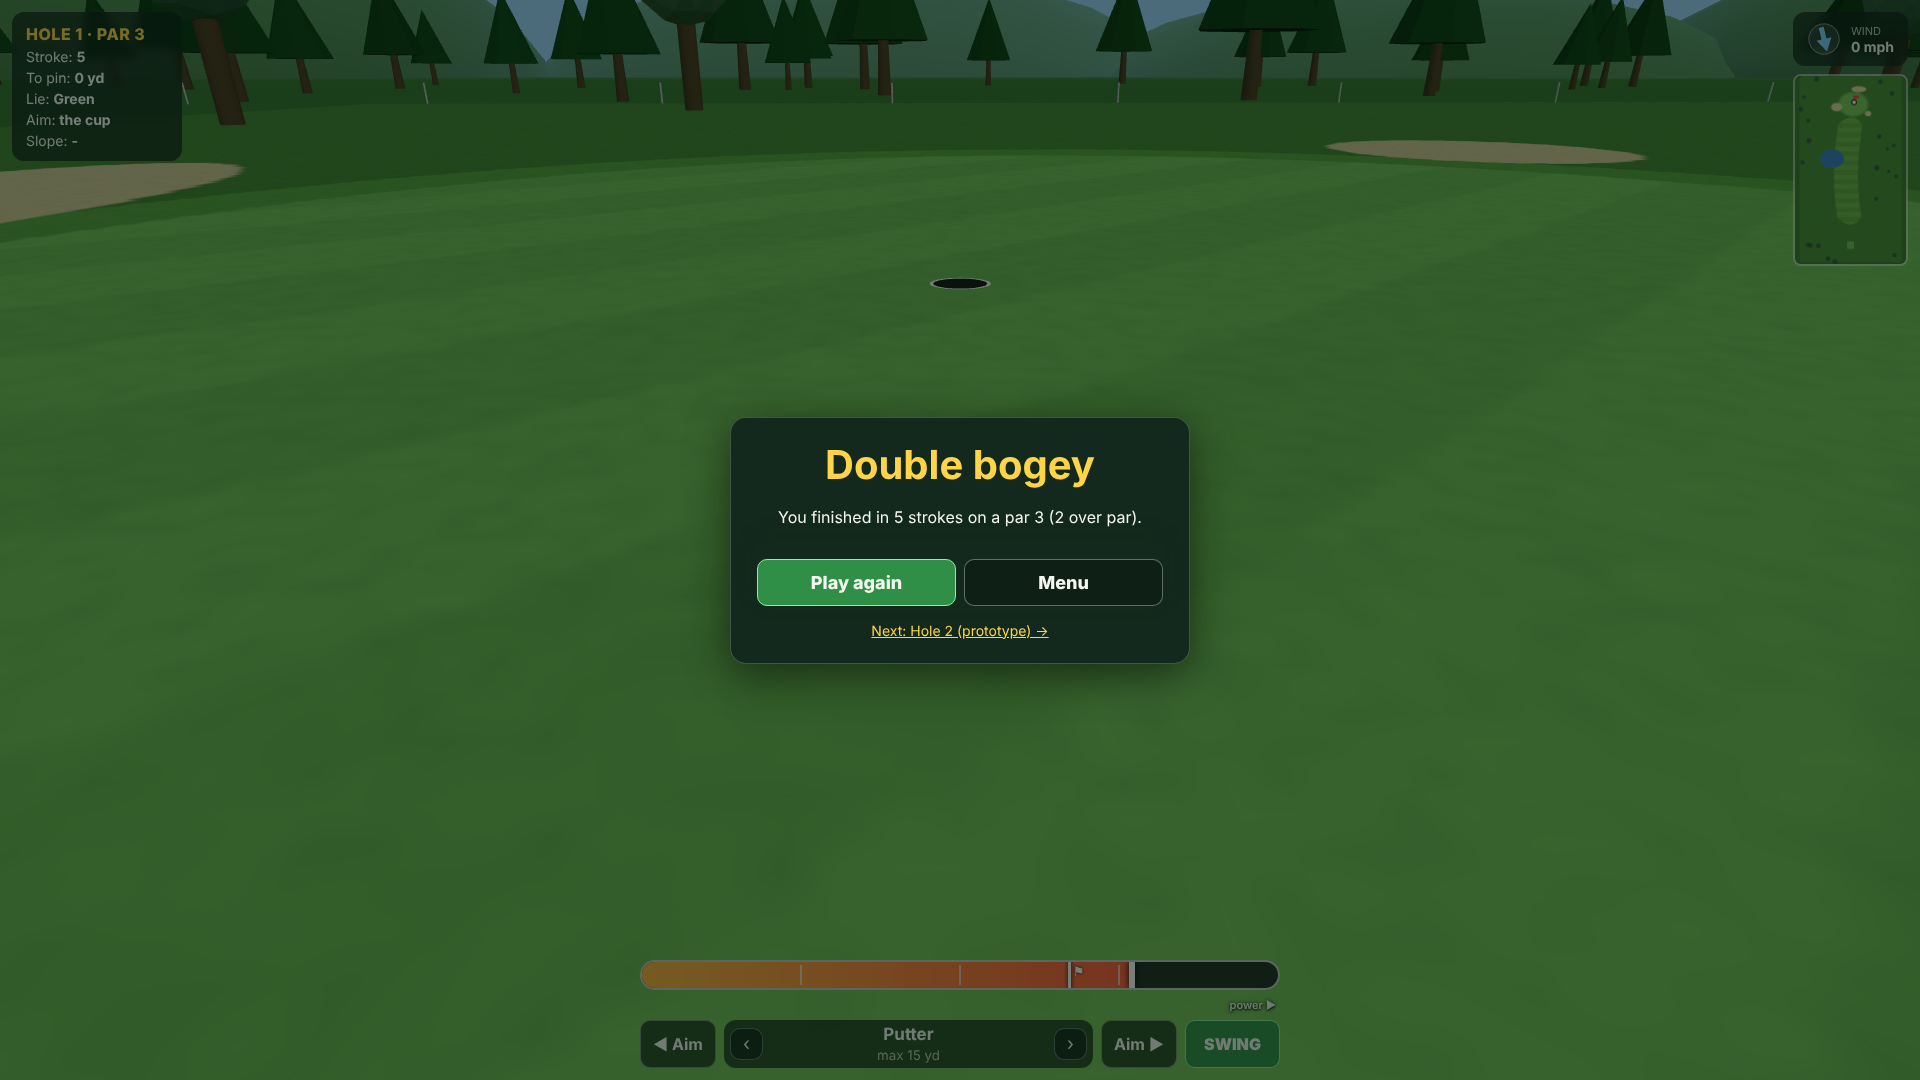 HOLE 1 · PAR 3
Stroke: 5
To pin: 0 yd
Lie: Green
Aim: the cup
Slope: -
WIND
0 mph
Double bogey
You finished in 5 strokes on a par 3 (2 over par).
Play again
Menu
Next: Hole 2 (prototype) →
power ▶
◀ Aim
‹
Putter
max 15 yd
›
Aim ▶
SWING